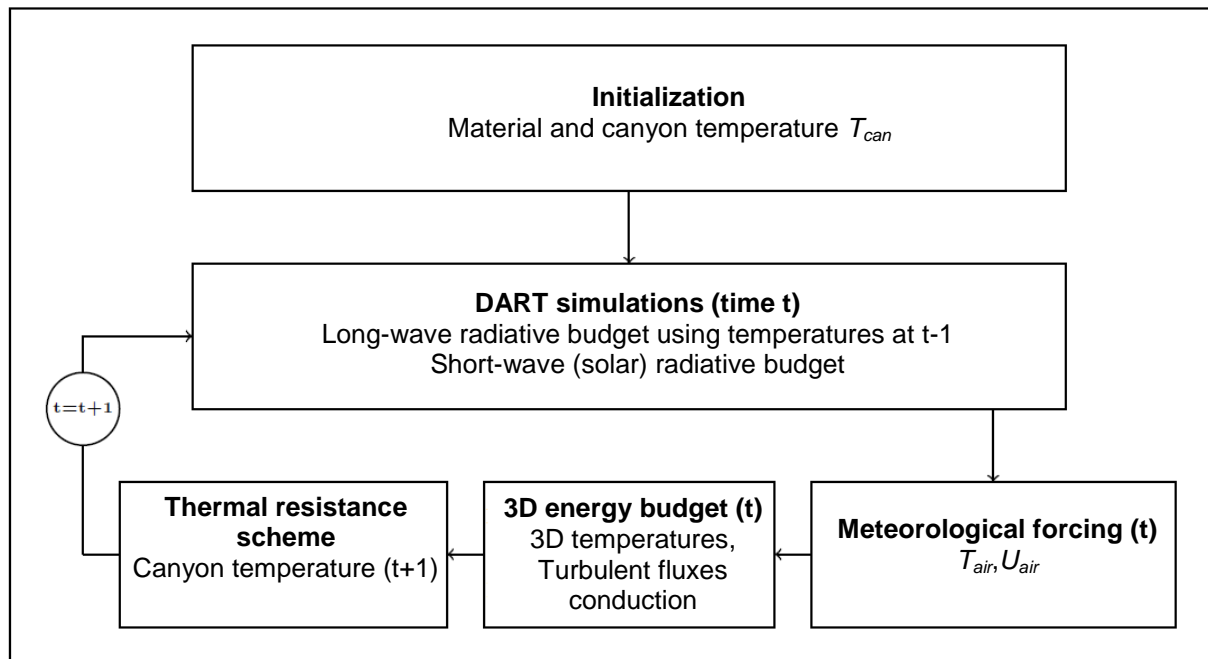 Initialization
Material and canyon temperature T_can
DART simulations (time t)
Long-wave radiative budget using temperatures at t-1
Short-wave (solar) radiative budget
t=t+1
Thermal resistance
scheme
Canyon temperature (t+1)
3D energy budget (t)
3D temperatures,
Turbulent fluxes
conduction
Meteorological forcing (t)
T_air,U_air